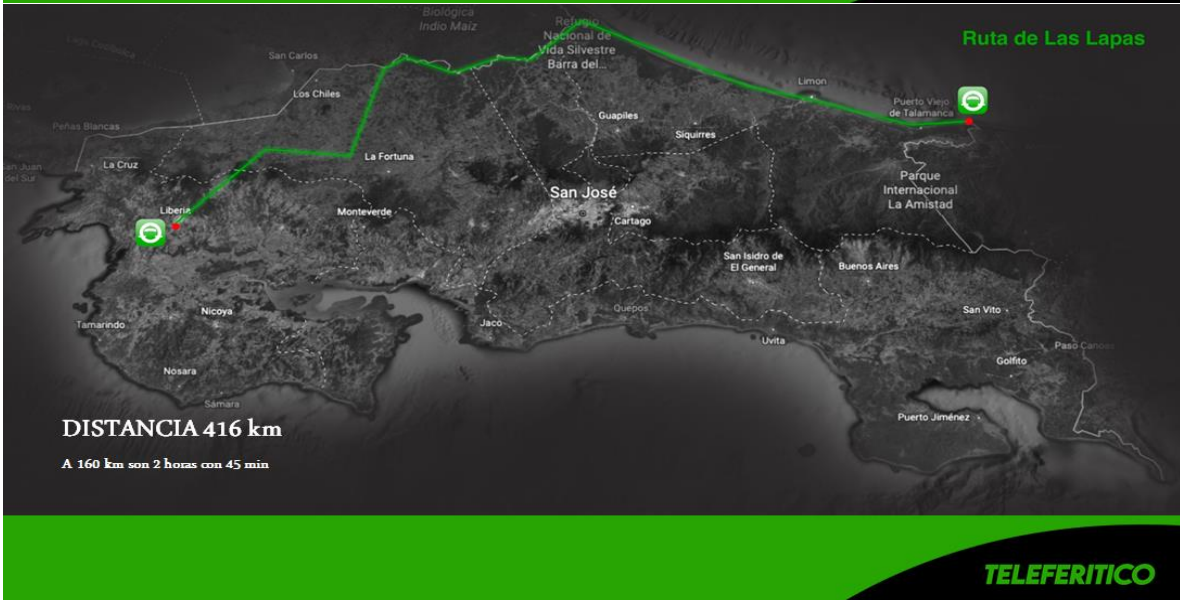 Biológica
Indio Maíz
Refugio
Nacional de
Vida Silvestre
Barra del...
Ruta de Las Lapas
San Carlos
Los Chiles
Limon
Puerto Viejo
de Talamanca
Rivas
Peñas Blancas
Guapiles
Siquirres
San Juan
del Sur
La Cruz
La Fortuna
Parque
Internacional
La Amistad
San José
Liberia
Monteverde
Cartago
San Isidro de
El General
Buenos Aires
Nicoya
Tamarindo
Jacó
Quepos
Uvita
San Vito
Paso Canoas
Golfito
Nosara
Sámara
Puerto Jiménez
DISTANCIA 416 km
A 160 km son 2 horas con 45 min
TELEFERITICO